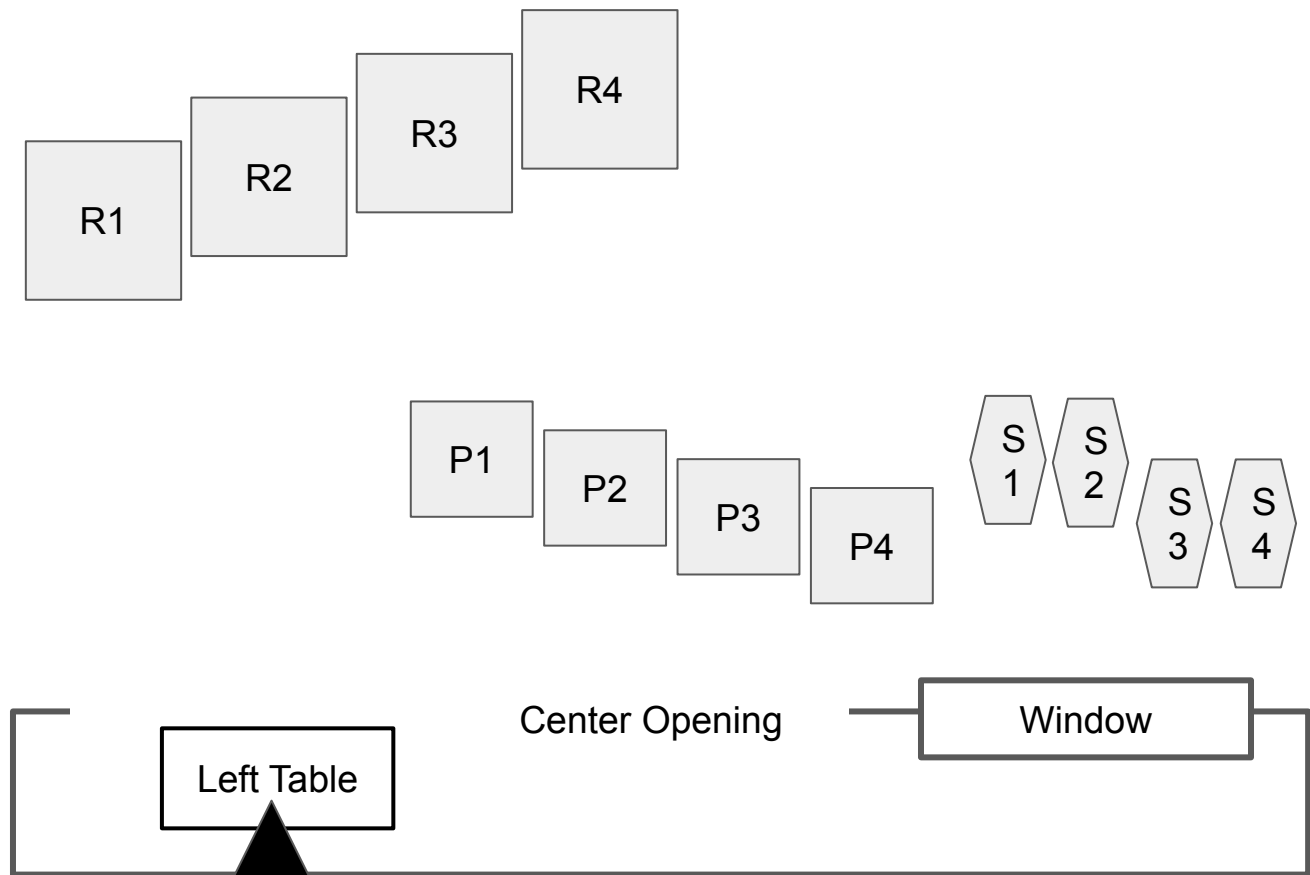 R4
R3
R2
R1
P1
P2
P3
P4
S
1
S
2
S
3
S
4
Center Opening
Window
Left Table